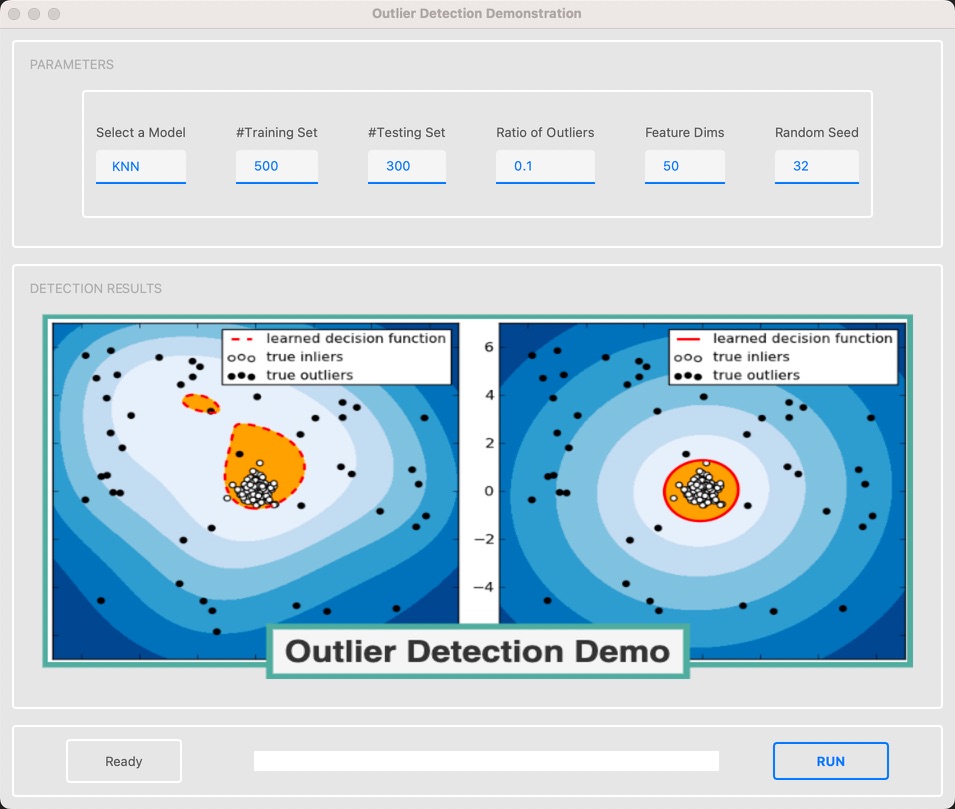 Outlier Detection Demonstration
PARAMETERS
Select a Model #Training Set #Testing Set Ratio of Outliers Feature Dims Random Seed
KNN 500 300 0.1 50 32
DETECTION RESULTS
learned decision function
true inliers
true outliers
6
4
2
0
−2
−4
learned decision function
true inliers
true outliers
Outlier Detection Demo
Ready RUN